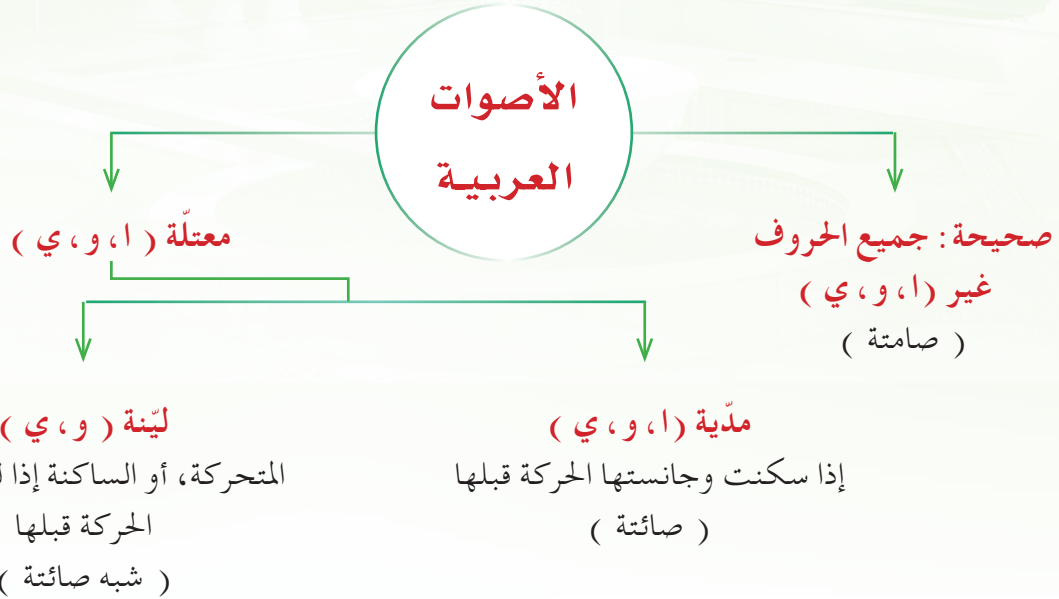 الأصوات
العربية
صحيحة: جميع الحروف
غير (ا، و، ي)
(صامتة)
معتلّة (ا، و، ي)
مدّية (ا، و، ي)
إذا سكنت وجانستها الحركة قبلها
(صائتة)
ليّنة (و، ي)
المتحركة، أو الساكنة إذا
الحركة قبلها
(شبه صائتة)